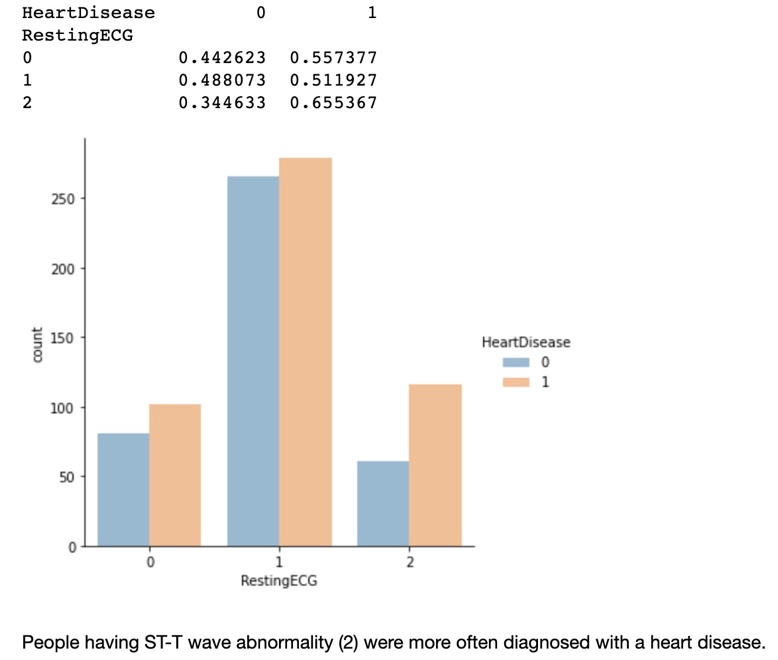 HeartDisease 0 1
RestingECG
0 0.442623 0.557377
1 0.488073 0.511927
2 0.344633 0.655367
250
200
150
100
50
0
count
0 1 2
RestingECG
HeartDisease
0
1
People having ST-T wave abnormality (2) were more often diagnosed with a heart disease.